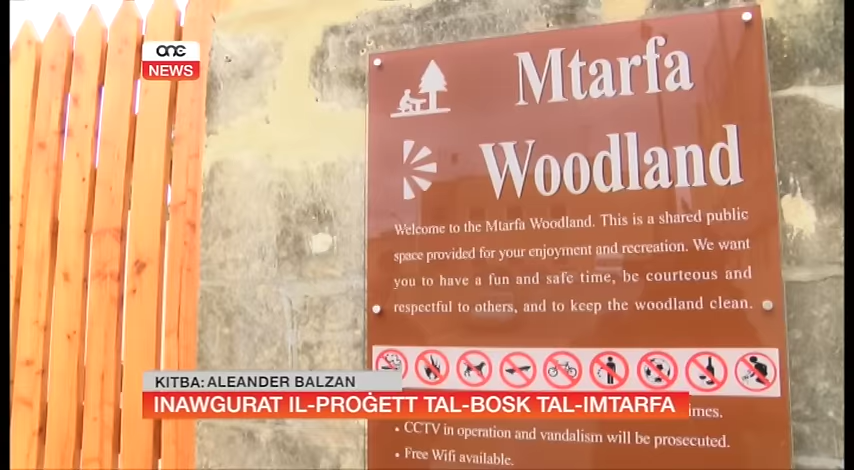 one
NEWS
Mtarfa
Woodland
Welcome to the Mtarfa Woodland. This is a shared public
space provided for your enjoyment and recreation. We want
you to have a fun and safe time, be courteous and
respectful to others, and to keep the woodland clean.
KITBA: ALEANDER BALZAN
INAWGURAT IL-PROĠETT TAL-BOSK TAL-IMTARFA
• CCTV in operation and vandalism will be prosecuted.
• Free Wifi available.